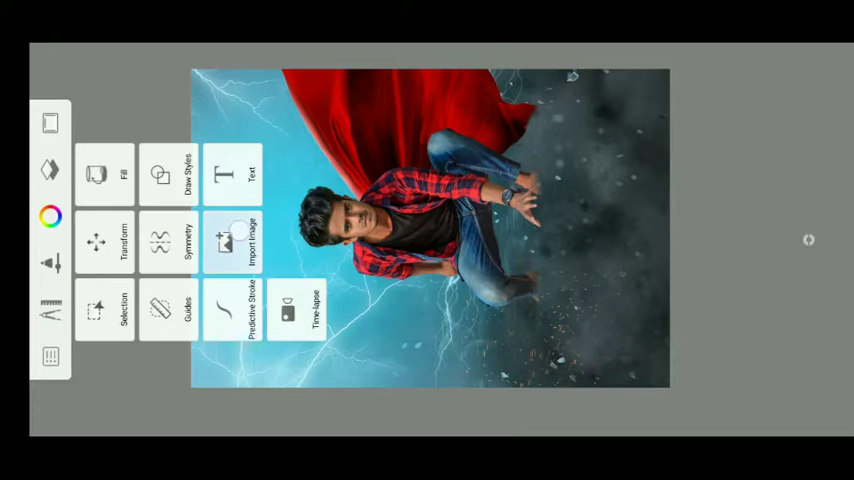 Selection
Transform
Fill
Guides
Symmetry
Draw Styles
Predictive Stroke
Import Image
Text
Time-lapse